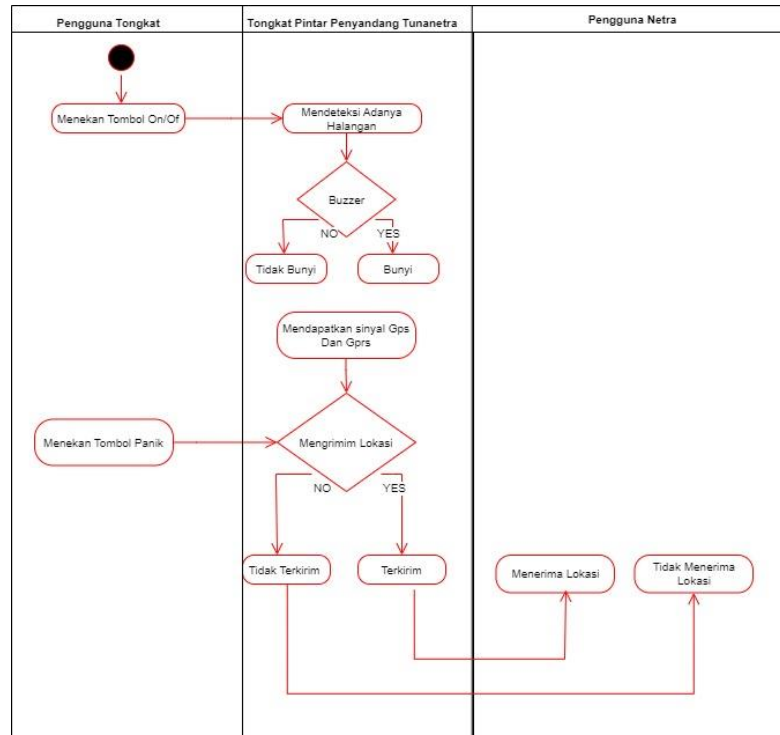 Pengguna Tongkat
Tongkat Pintar Penyandang Tunanetra
Pengguna Netra
Menekan Tombol On/Of
Mendeteksi Adanya
Halangan
Buzzer
NO
YES
Tidak Bunyi
Bunyi
Mendapatkan sinyal Gps
Dan Gprs
Menekan Tombol Panik
Mengrimim Lokasi
NO
YES
Tidak Terkirim
Terkirim
Menerima Lokasi
Tidak Menerima
Lokasi